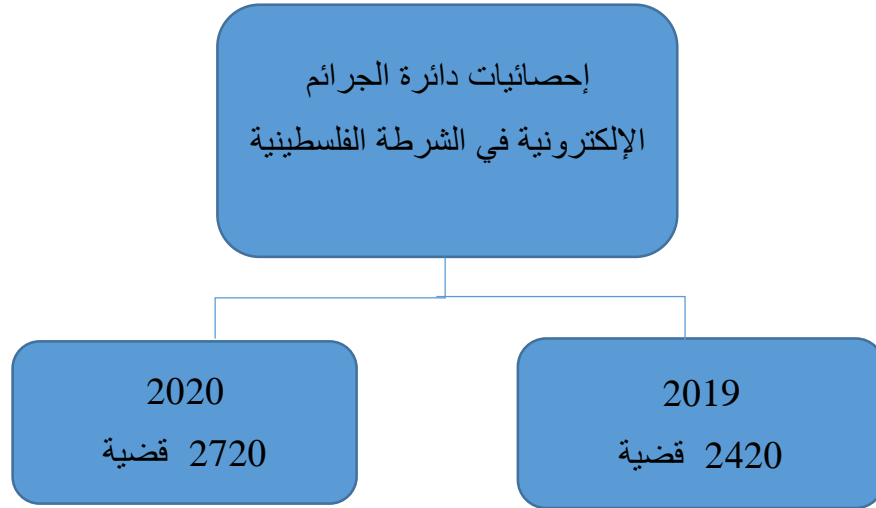 إحصائيات دائرة الجرائم
الإلكترونية في الشرطة الفلسطينية
2019
2420 قضية
2020
2720 قضية